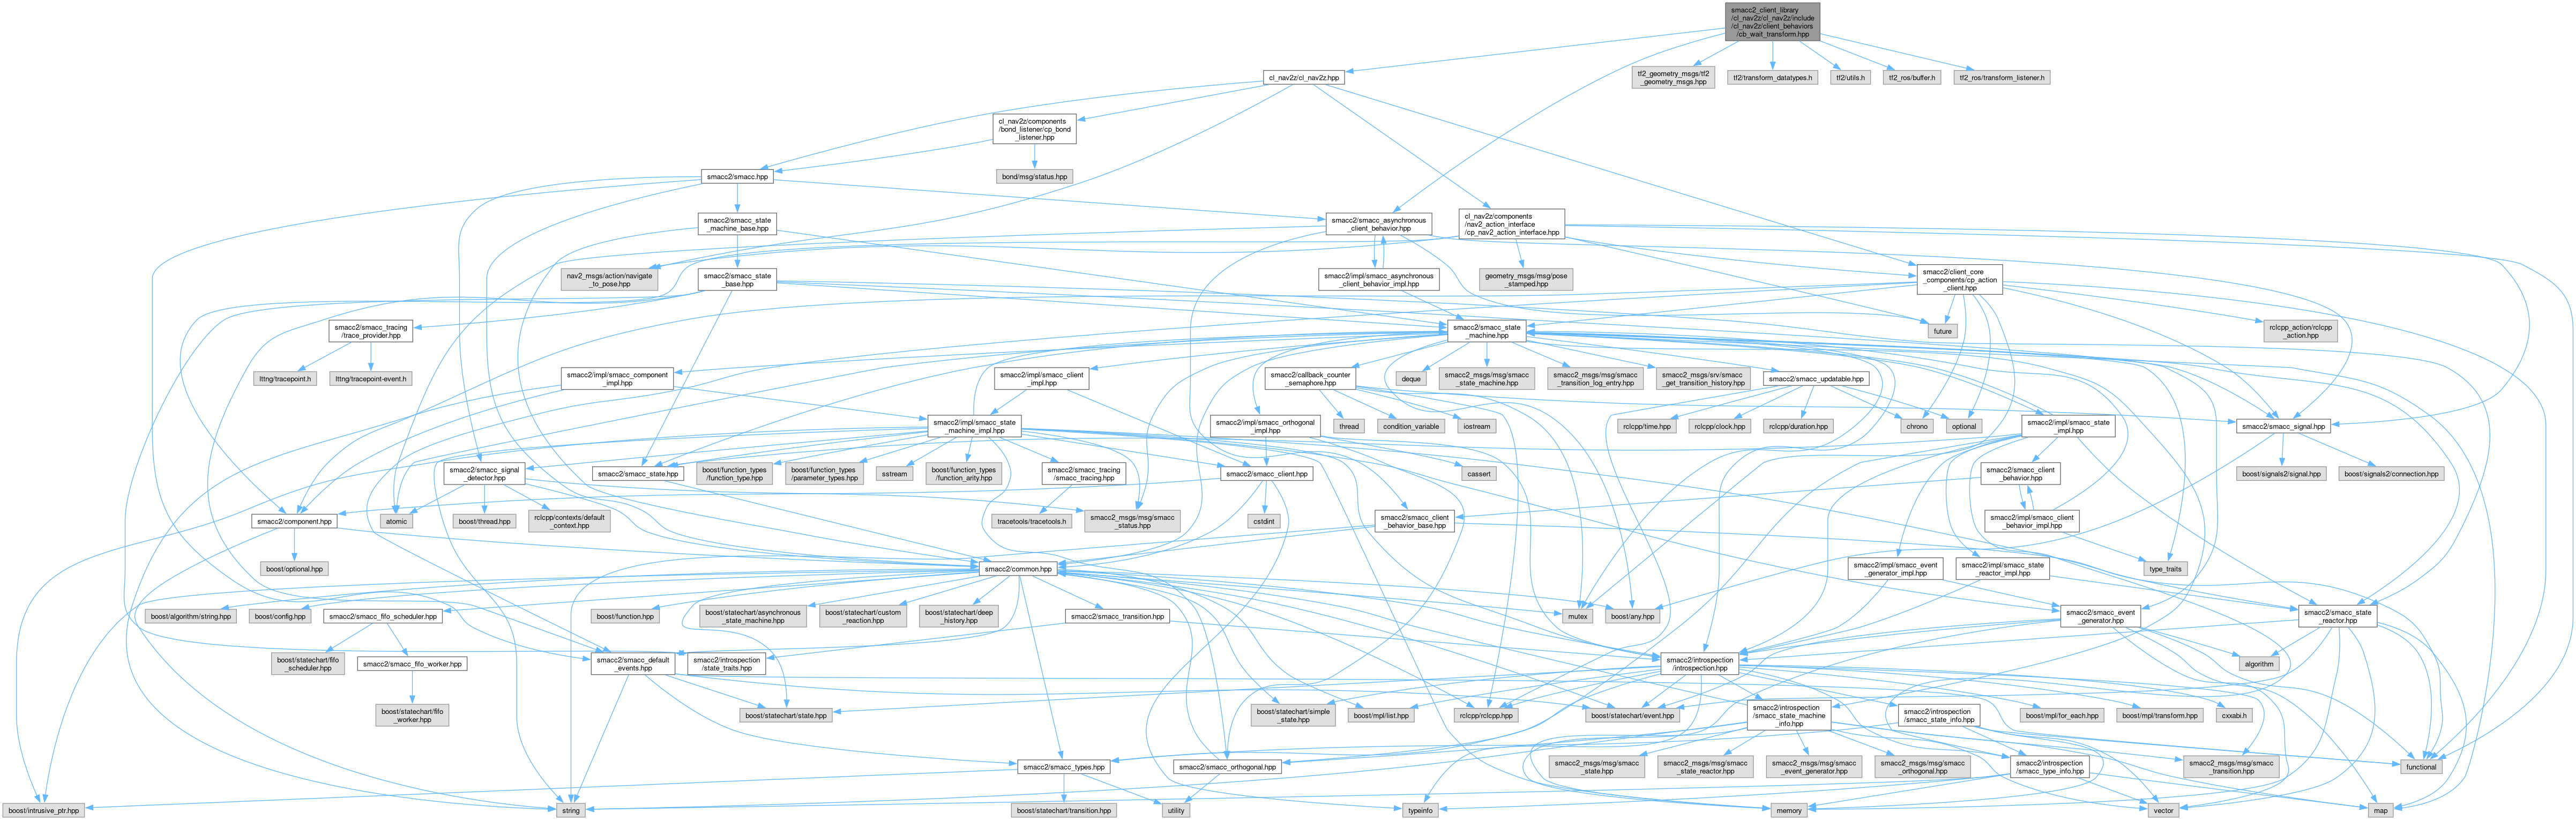 smacc2_client_library
/cl_nav2z/cl_nav2z/include
/cl_nav2z/client_behaviors
/cb_wait_transform.hpp
cl_nav2z/cl_nav2z.hpp
tf2_geometry_msgs/tf2
_geometry_msgs.hpp
tf2/transform_datatypes.h
tf2/utils.h
tf2_ros/buffer.h
tf2_ros/transform_listener.h
cl_nav2z/components
/bond_listener/cp_bond
_listener.hpp
smacc2/smacc.hpp
bond/msg/status.hpp
smacc2/smacc_state
_machine_base.hpp
smacc2/smacc_asynchronous
_client_behavior.hpp
cl_nav2z/components
/nav2_action_interface
/cp_nav2_action_interface.hpp
nav2_msgs/action/navigate
_to_pose.hpp
smacc2/smacc_state
_base.hpp
smacc2/impl/smacc_asynchronous
_client_behavior_impl.hpp
geometry_msgs/msg/pose
_stamped.hpp
smacc2/client_core
_components/cp_action
_client.hpp
smacc2/smacc_tracing
/trace_provider.hpp
smacc2/smacc_state
_machine.hpp
future
rclcpp_action/rclcpp
_action.hpp
lttng/tracepoint.h
lttng/tracepoint-event.h
smacc2/impl/smacc_component
_impl.hpp
smacc2/impl/smacc_client
_impl.hpp
smacc2/callback_counter
_semaphore.hpp
deque
smacc2_msgs/msg/smacc
_state_machine.hpp
smacc2_msgs/msg/smacc
_transition_log_entry.hpp
smacc2_msgs/srv/smacc
_get_transition_history.hpp
smacc2/smacc_updatable.hpp
smacc2/impl/smacc_state
_machine_impl.hpp
smacc2/impl/smacc_orthogonal
_impl.hpp
thread
condition_variable
iostream
rclcpp/time.hpp
rclcpp/clock.hpp
rclcpp/duration.hpp
chrono
optional
smacc2/impl/smacc_state
_impl.hpp
smacc2/smacc_signal.hpp
smacc2/smacc_signal
_detector.hpp
smacc2/smacc_state.hpp
boost/function_types
/function_type.hpp
boost/function_types
/parameter_types.hpp
sstream
boost/function_types
/function_arity.hpp
smacc2/smacc_tracing
/smacc_tracing.hpp
smacc2/smacc_client.hpp
cassert
smacc2/smacc_client
_behavior.hpp
boost/signals2/signal.hpp
boost/signals2/connection.hpp
smacc2/component.hpp
atomic
boost/thread.hpp
rclcpp/contexts/default
_context.hpp
tracetools/tracetools.h
smacc2_msgs/msg/smacc
_status.hpp
cstdint
smacc2/smacc_client
_behavior_base.hpp
smacc2/impl/smacc_client
_behavior_impl.hpp
boost/optional.hpp
smacc2/common.hpp
smacc2/impl/smacc_event
_generator_impl.hpp
smacc2/impl/smacc_state
_reactor_impl.hpp
type_traits
boost/algorithm/string.hpp
boost/config.hpp
smacc2/smacc_fifo_scheduler.hpp
boost/function.hpp
boost/statechart/asynchronous
_state_machine.hpp
boost/statechart/custom
_reaction.hpp
boost/statechart/deep
_history.hpp
smacc2/smacc_transition.hpp
mutex
boost/any.hpp
smacc2/smacc_event
_generator.hpp
smacc2/smacc_state
_reactor.hpp
boost/statechart/fifo
_scheduler.hpp
smacc2/smacc_fifo_worker.hpp
smacc2/smacc_default
_events.hpp
smacc2/introspection
/state_traits.hpp
smacc2/introspection
/introspection.hpp
algorithm
functional
boost/statechart/fifo
_worker.hpp
boost/statechart/state.hpp
boost/statechart/simple
_state.hpp
boost/mpl/list.hpp
rclcpp/rclcpp.hpp
boost/statechart/event.hpp
smacc2/introspection
/smacc_state_machine
_info.hpp
smacc2/introspection
/smacc_state_info.hpp
boost/mpl/for_each.hpp
boost/mpl/transform.hpp
cxxabi.h
smacc2/smacc_types.hpp
smacc2/smacc_orthogonal.hpp
smacc2_msgs/msg/smacc
_state.hpp
smacc2_msgs/msg/smacc
_state_reactor.hpp
smacc2_msgs/msg/smacc
_event_generator.hpp
smacc2_msgs/msg/smacc
_orthogonal.hpp
smacc2/introspection
/smacc_type_info.hpp
smacc2_msgs/msg/smacc
_transition.hpp
boost/intrusive_ptr.hpp
string
boost/statechart/transition.hpp
utility
typeinfo
memory
vector
map